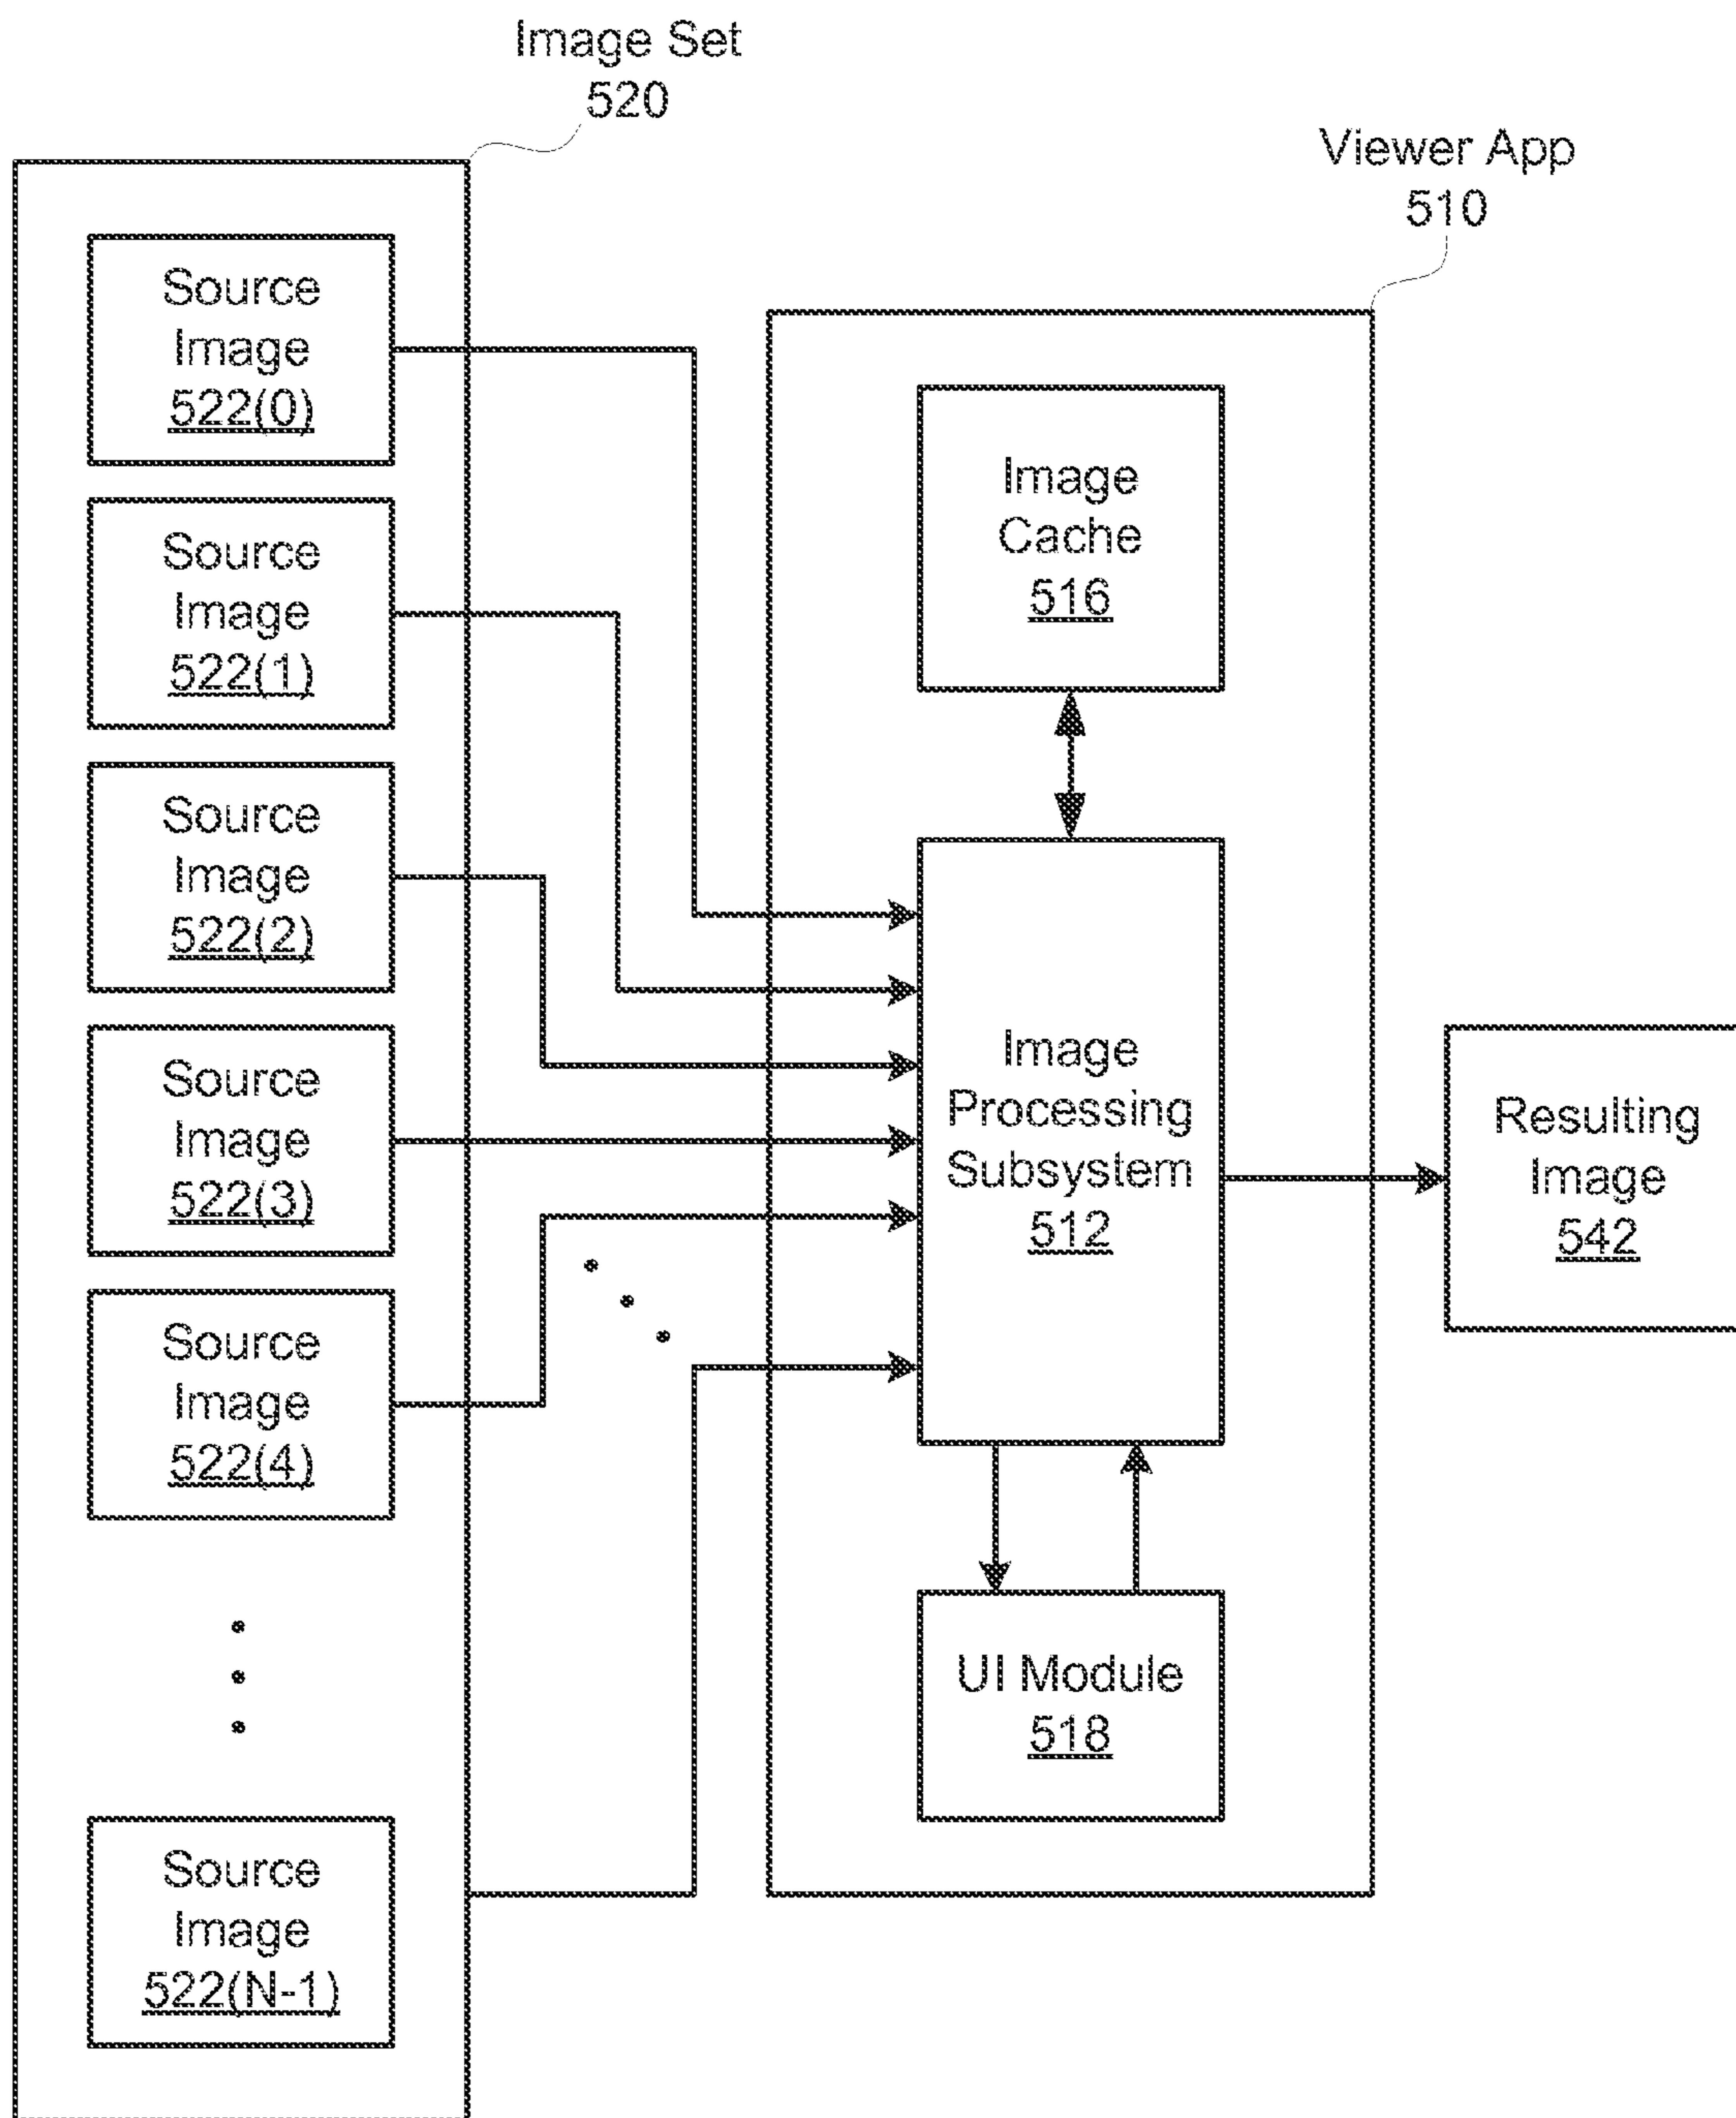 Image Set
520
Viewer App
510
Source
Image
522(0)
Source
Image
522(1)
Source
Image
522(2)
Source
Image
522(3)
Source
Image
522(4)
Source
Image
522(N-1)
Image
Cache
516
Image
Processing
Subsystem
512
UI Module
518
Resulting
Image
542